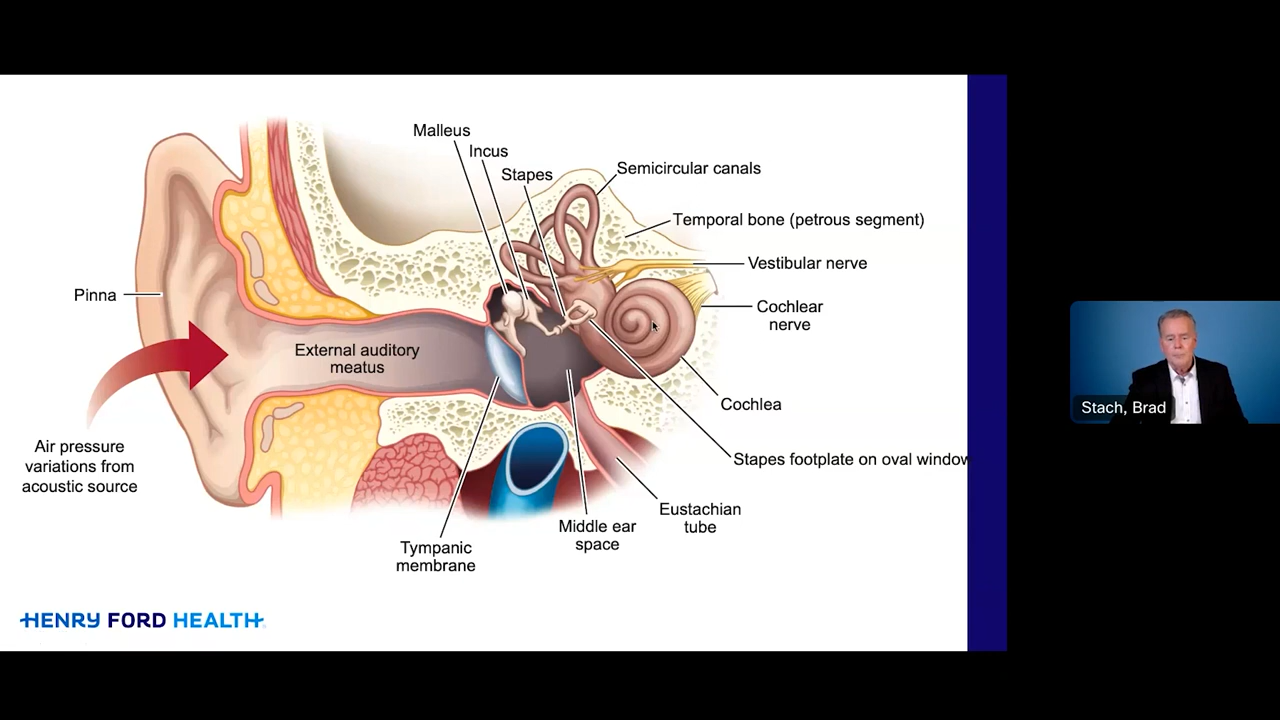 Malleus
Incus
Stapes
Semicircular canals
Temporal bone (petrous segment)
Vestibular nerve
Pinna
Cochlear
nerve
External auditory
meatus
Cochlea
Stach, Brad
Air pressure
variations from
acoustic source
Stapes footplate on oval window
Eustachian
tube
Middle ear
space
Tympanic
membrane
HENRY FORD HEALTH